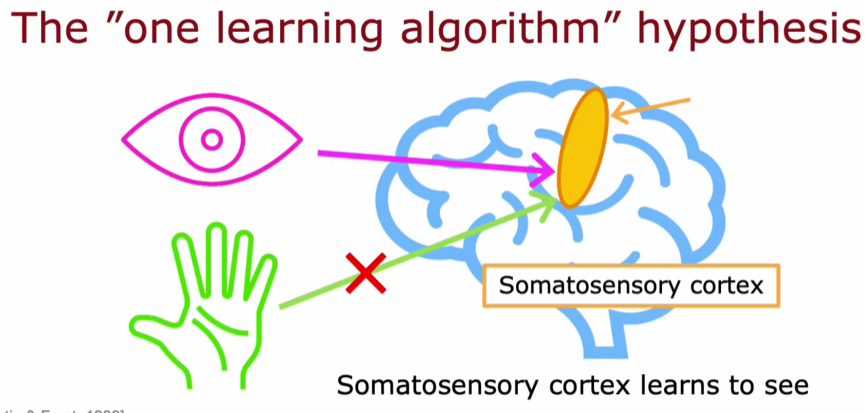 The ”one learning algorithm” hypothesis
Somatosensory cortex
Somatosensory cortex learns to see